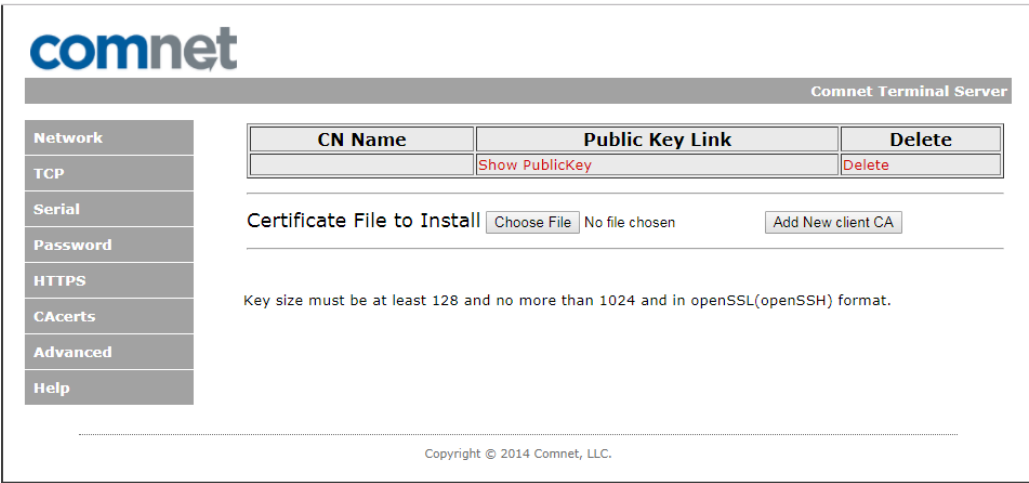 comnet
Comnet Terminal Server
Network
TCP
Serial
Password
HTTPS
CAcerts
Advanced
Help
CN Name Public Key Link Delete
Show PublicKey Delete
Certificate File to Install Choose File No file chosen Add New client CA
Key size must be at least 128 and no more than 1024 and in openSSL(openSSH) format.
Copyright © 2014 Comnet, LLC.